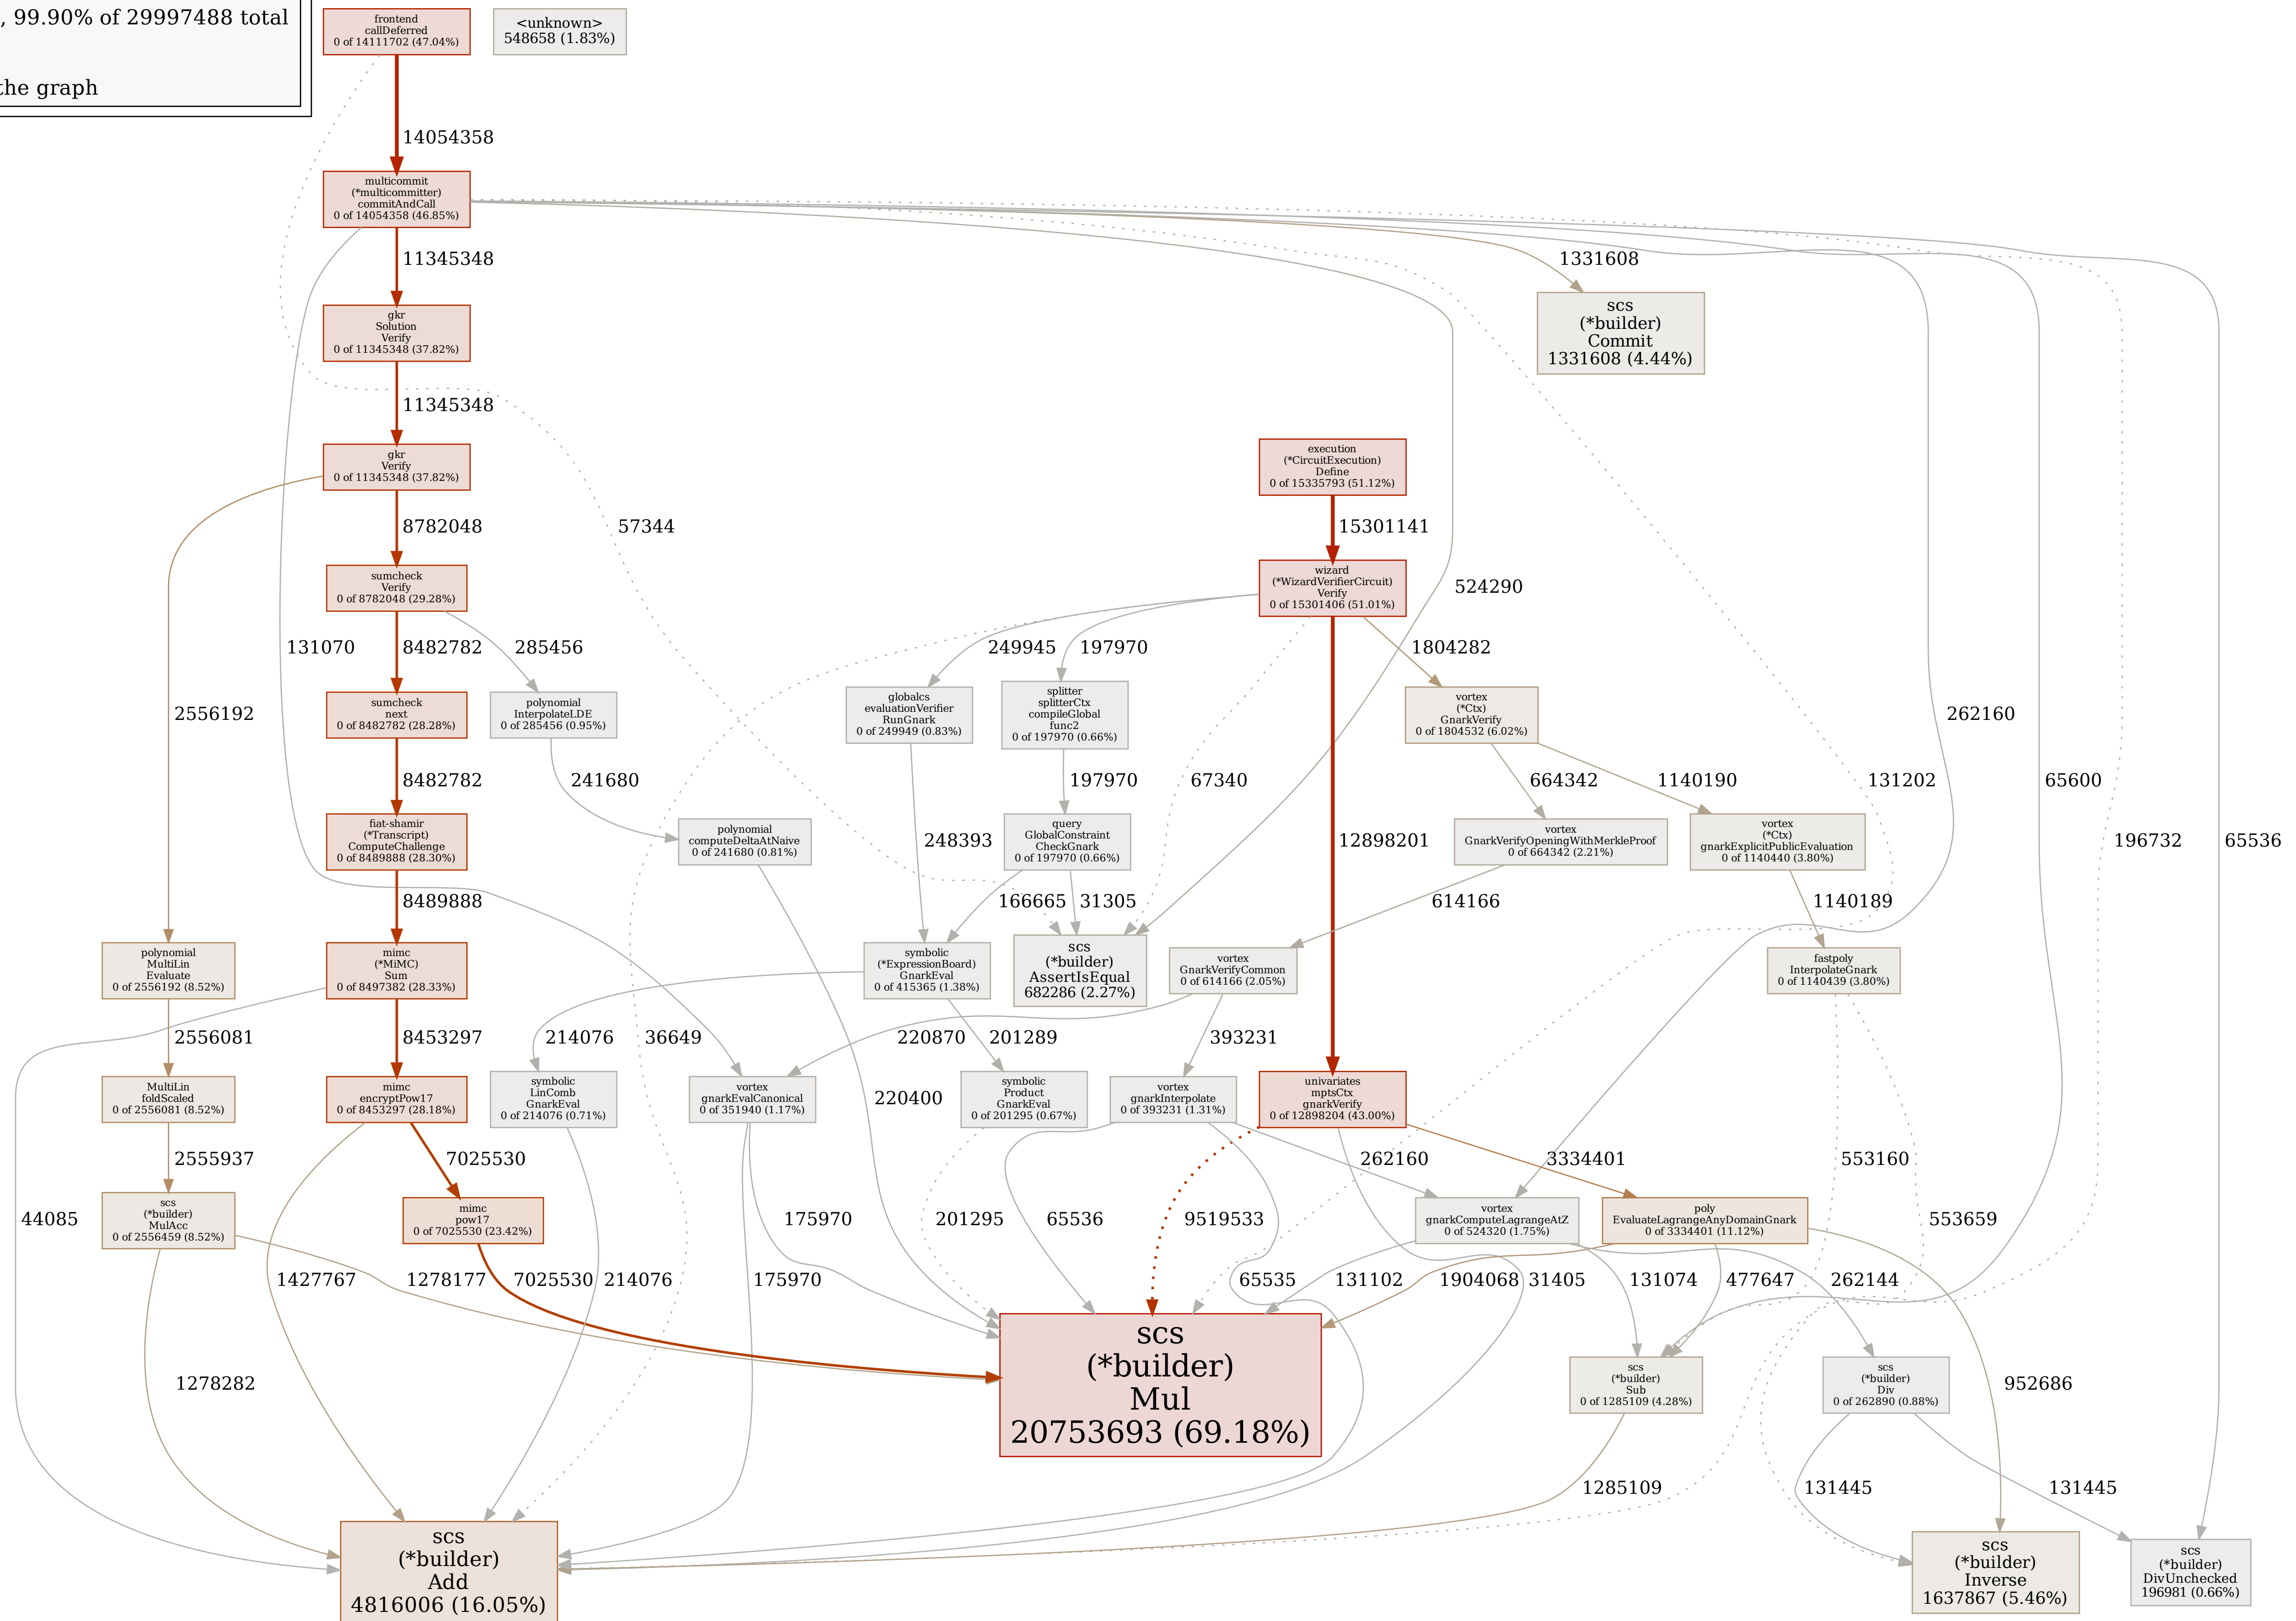 , 99.90% of 29997488 total
the graph
frontend
callDeferred
0 of 14111702 (47.04%)
<unknown>
548658 (1.83%)
14054358
multicommit
(*multicommitter)
commitAndCall
0 of 14054358 (46.85%)
11345348
1331608
gkr
Solution
Verify
0 of 11345348 (37.82%)
scs
(*builder)
Commit
1331608 (4.44%)
11345348
gkr
Verify
0 of 11345348 (37.82%)
execution
(*CircuitExecution)
Define
0 of 15335793 (51.12%)
8782048
57344
15301141
sumcheck
Verify
0 of 8782048 (29.28%)
wizard
(*WizardVerifierCircuit)
Verify
0 of 15301406 (51.01%)
524290
131070
8482782
285456
249945
197970
1804282
2556192
sumcheck
next
0 of 8482782 (28.28%)
polynomial
InterpolateLDE
0 of 285456 (0.95%)
globalcs
evaluationVerifier
RunGnark
0 of 249949 (0.83%)
splitter
splitterCtx
compileGlobal
func2
0 of 197970 (0.66%)
vortex
(*Ctx)
GnarkVerify
0 of 1804532 (6.02%)
262160
8482782
241680
197970
67340
664342
1140190
131202
65600
fiat-shamir
(*Transcript)
ComputeChallenge
0 of 8489888 (28.30%)
polynomial
computeDeltaAtNaive
0 of 241680 (0.81%)
248393
query
GlobalConstraint
CheckGnark
0 of 197970 (0.66%)
12898201
vortex
GnarkVerifyOpeningWithMerkleProof
0 of 664342 (2.21%)
vortex
(*Ctx)
gnarkExplicitPublicEvaluation
0 of 1140440 (3.80%)
196732
65536
8489888
166665
31305
614166
1140189
polynomial
MultiLin
Evaluate
0 of 2556192 (8.52%)
mimc
(*MiMC)
Sum
0 of 8497382 (28.33%)
symbolic
(*ExpressionBoard)
GnarkEval
0 of 415365 (1.38%)
scs
(*builder)
AssertIsEqual
682286 (2.27%)
vortex
GnarkVerifyCommon
0 of 614166 (2.05%)
fastpoly
InterpolateGnark
0 of 1140439 (3.80%)
2556081
8453297
214076
36649
220870
201289
393231
MultiLin
foldScaled
0 of 2556081 (8.52%)
mimc
encryptPow17
0 of 8453297 (28.18%)
symbolic
LinComb
GnarkEval
0 of 214076 (0.71%)
vortex
gnarkEvalCanonical
0 of 351940 (1.17%)
220400
symbolic
Product
GnarkEval
0 of 201295 (0.67%)
vortex
gnarkInterpolate
0 of 393231 (1.31%)
univariates
mptsCtx
gnarkVerify
0 of 12898204 (43.00%)
2555937
7025530
262160
3334401
553160
44085
scs
(*builder)
MulAcc
0 of 2556459 (8.52%)
mimc
pow17
0 of 7025530 (23.42%)
175970
201295
65536
9519533
vortex
gnarkComputeLagrangeAtZ
0 of 524320 (1.75%)
poly
EvaluateLagrangeAnyDomainGnark
0 of 3334401 (11.12%)
553659
1427767
1278177
7025530
214076
175970
65535
131102
1904068
31405
131074
477647
262144
1278282
scs
(*builder)
Mul
20753693 (69.18%)
scs
(*builder)
Sub
0 of 1285109 (4.28%)
scs
(*builder)
Div
0 of 262890 (0.88%)
952686
1285109
131445
131445
scs
(*builder)
Add
4816006 (16.05%)
scs
(*builder)
Inverse
1637867 (5.46%)
scs
(*builder)
DivUnchecked
196981 (0.66%)